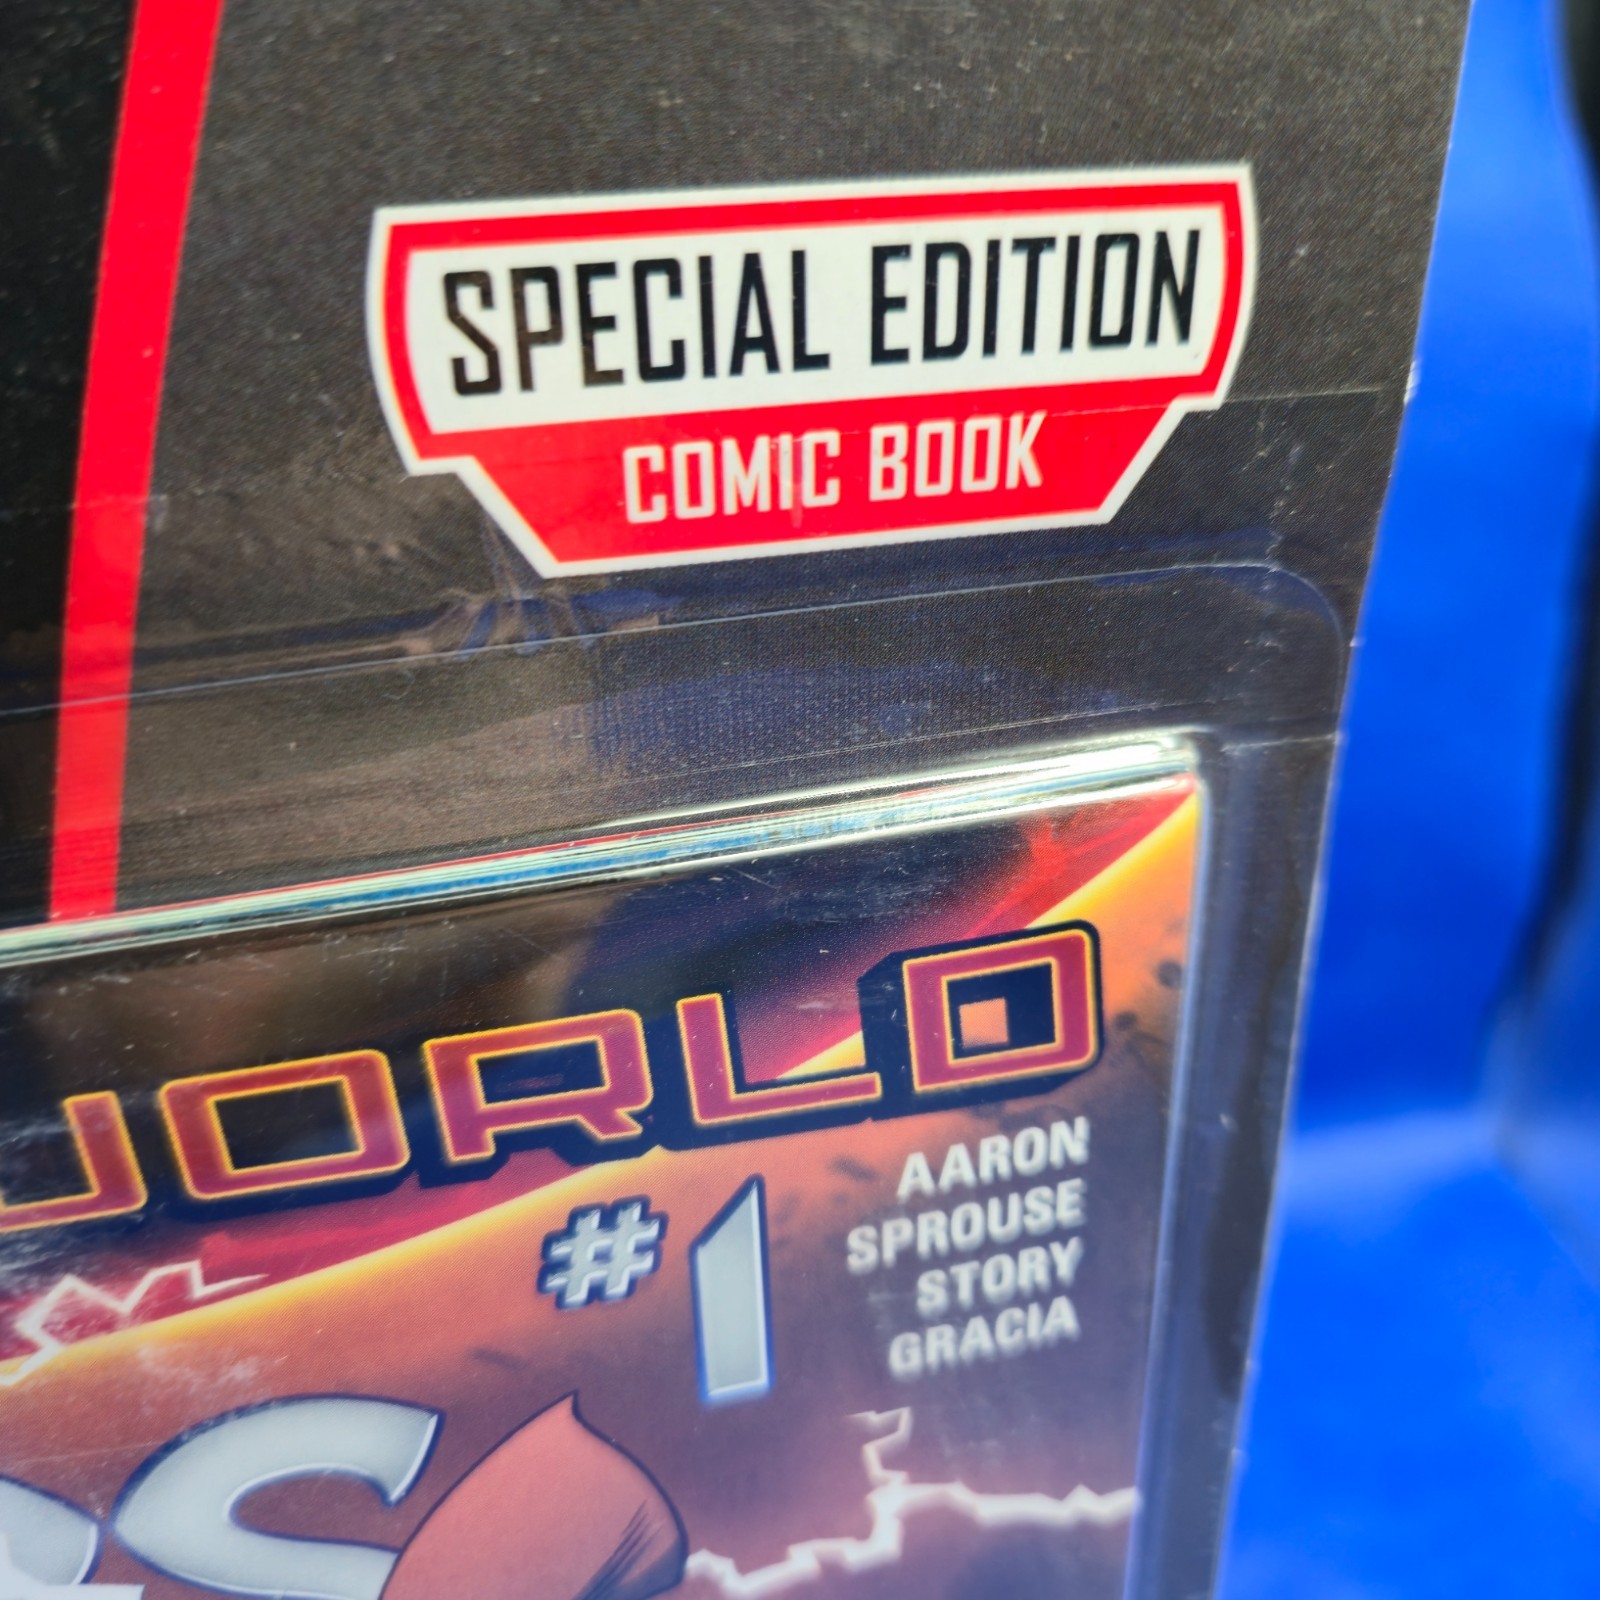 SPECIAL EDITION
COMIC BOOK
WORLD
#1
AARON
SPROUSE
STORY
GRACIA